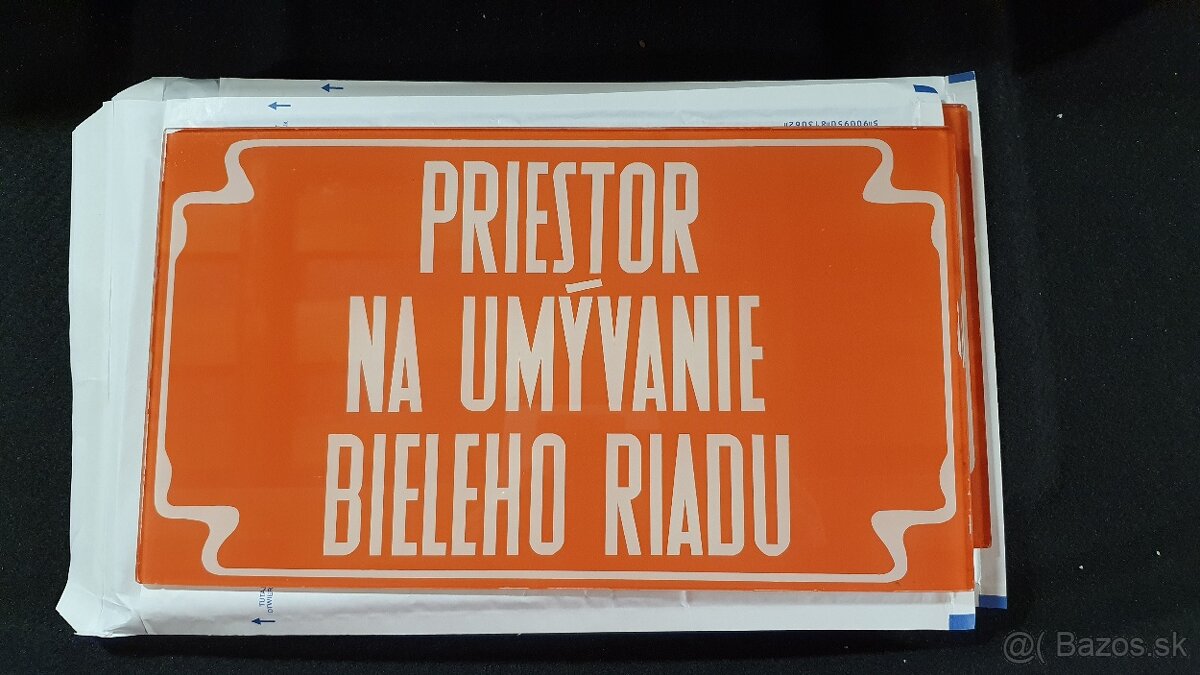 PRIESTOR
NA UMÝVANIE
BIELEHO RIADU
@( Bazos.sk